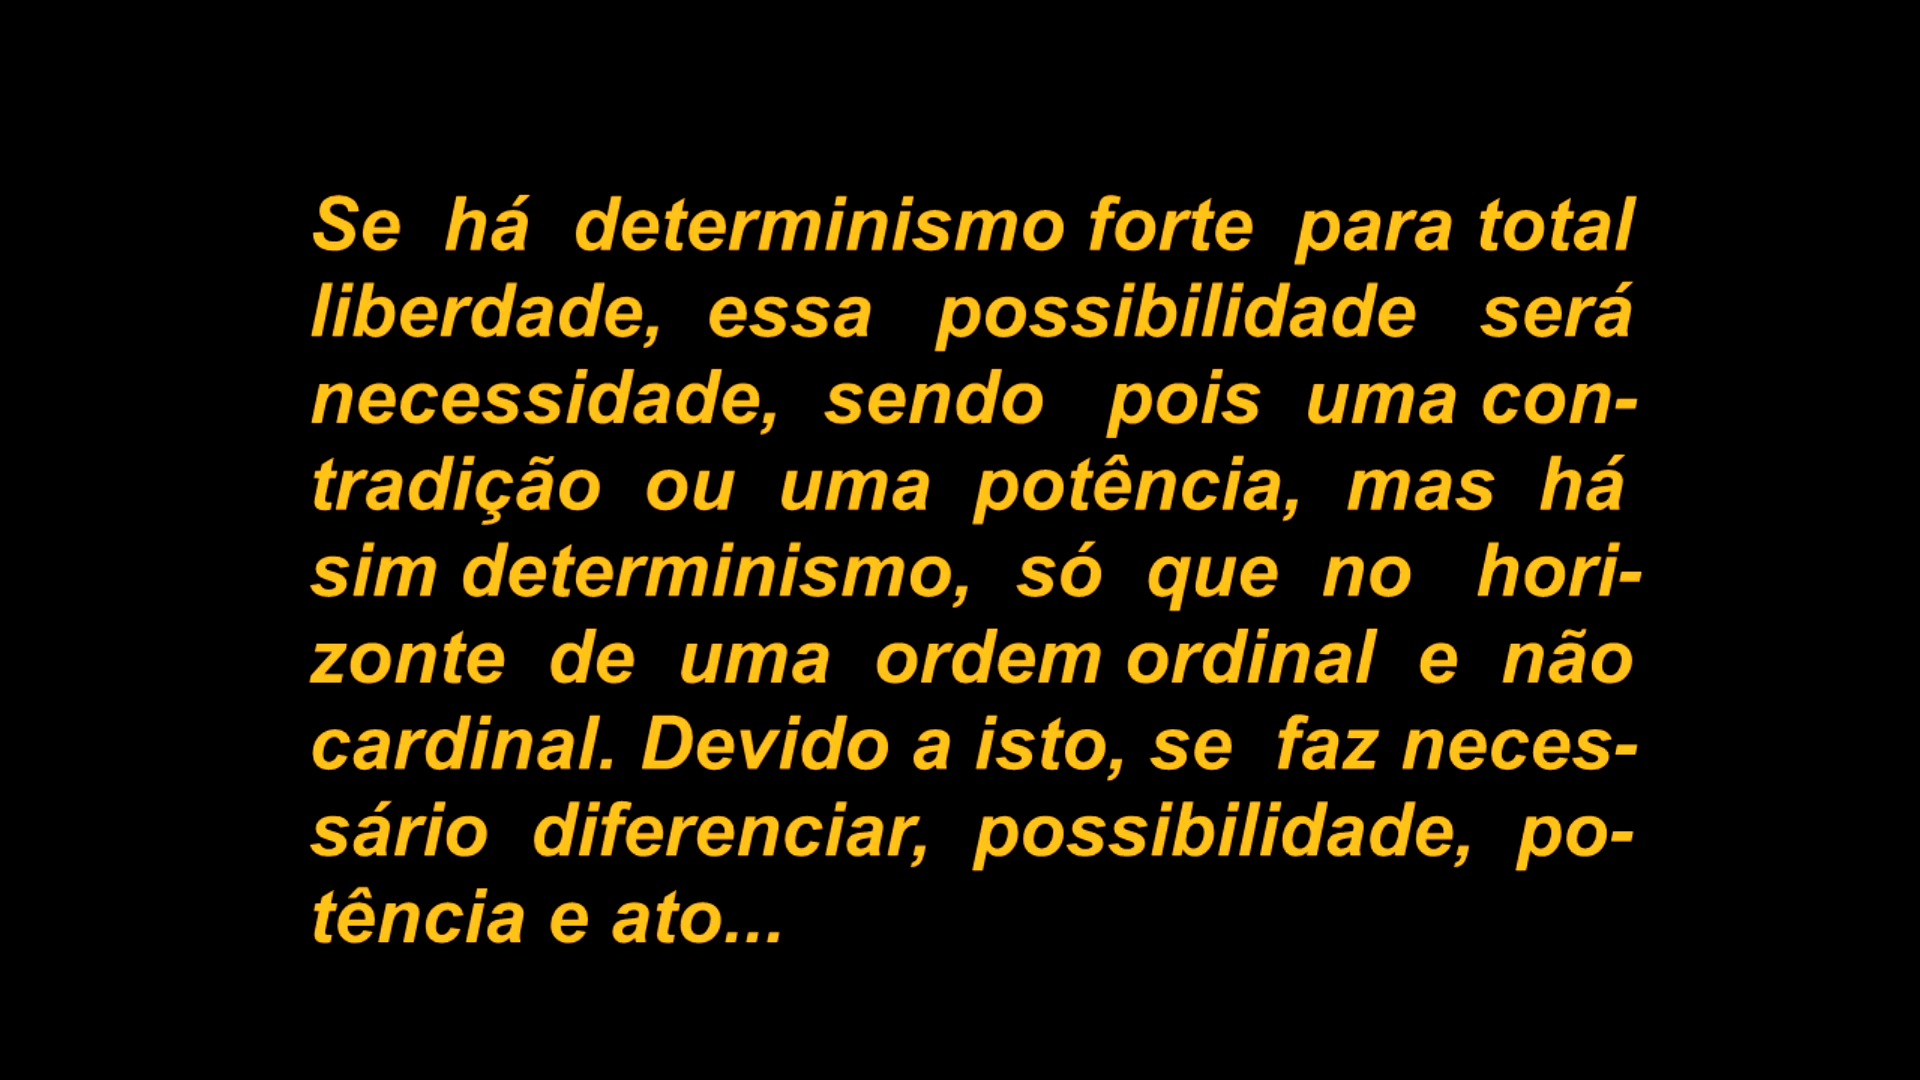 Se há determinismo forte para total
liberdade, essa possibilidade será
necessidade, sendo pois uma con-
tradição ou uma potência, mas há
sim determinismo, só que no hori-
zonte de uma ordem ordinal e não
cardinal. Devido a isto, se faz neces-
sário diferenciar, possibilidade, po-
tência e ato...